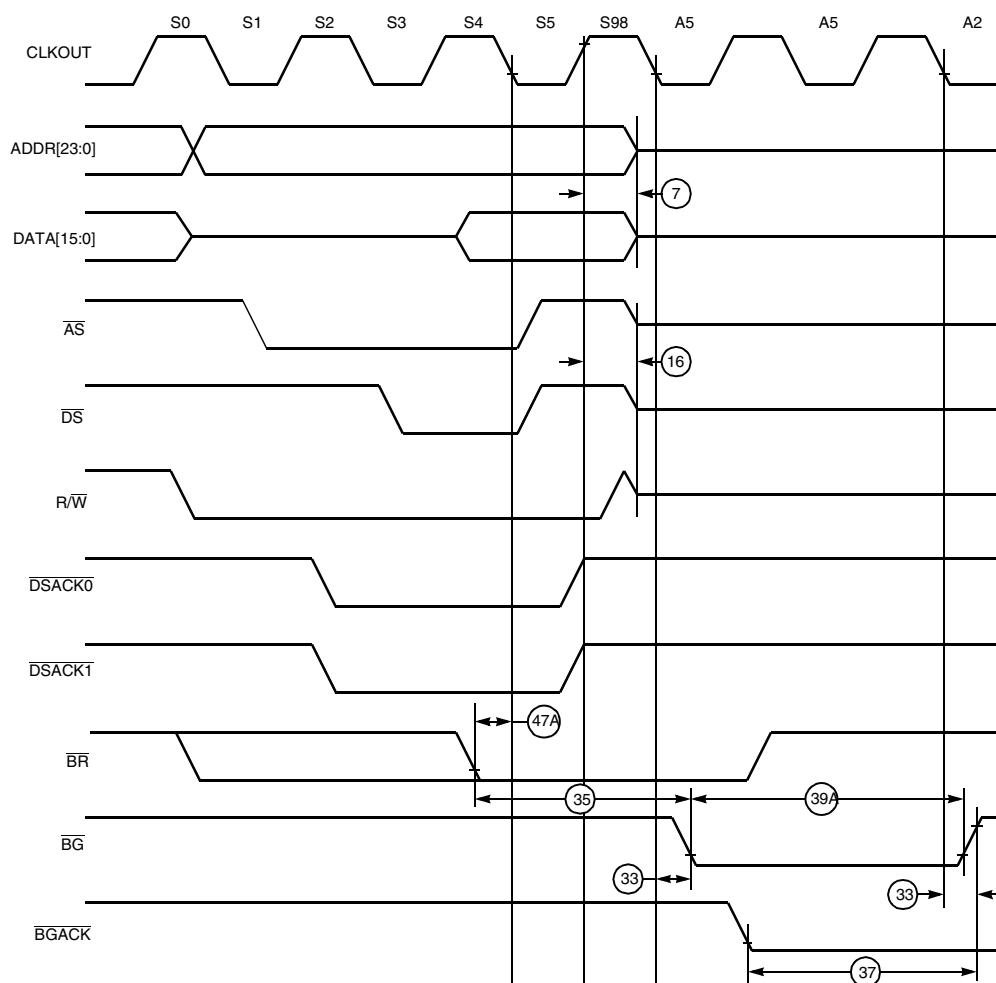 S0 S1 S2 S3 S4 S5 S98 A5 A5 A2
CLKOUT
ADDR[23:0]
7
DATA[15:0]
AS
16
DS
R/W
DSACK0
DSACK1
47A
BR
35 39A
BG
33 33
BGACK
37